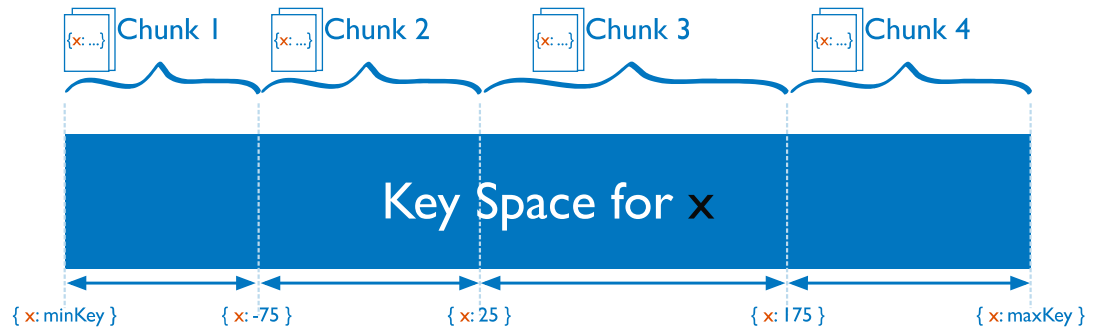 {x: ...} Chunk 1 {x: ...} Chunk 2 {x: ...} Chunk 3 {x: ...} Chunk 4
Key Space for x
{ x: minKey } { x: -75 } { x: 25 } { x: 175 } { x: maxKey }